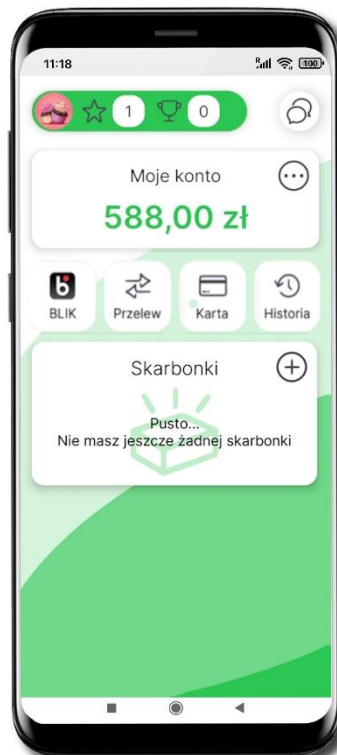 11:18
R
100
1
0
Moje konto
588,00 zł
BLIK
Przelew
Karta
Historia
Skarbonki
Pusto...
Nie masz jeszcze żadnej skarbonki